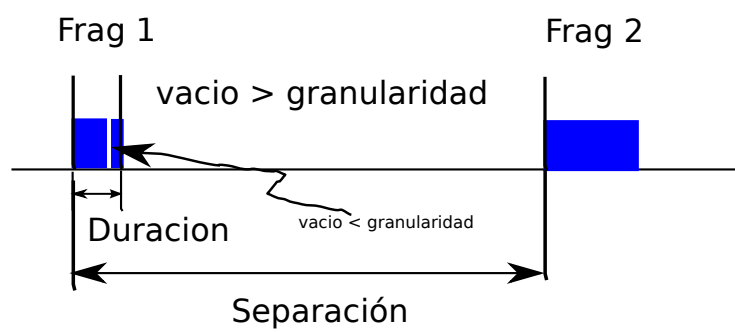 Frag 1
Frag 2
vacio > granularidad
vacio < granularidad
Duracion
Separación